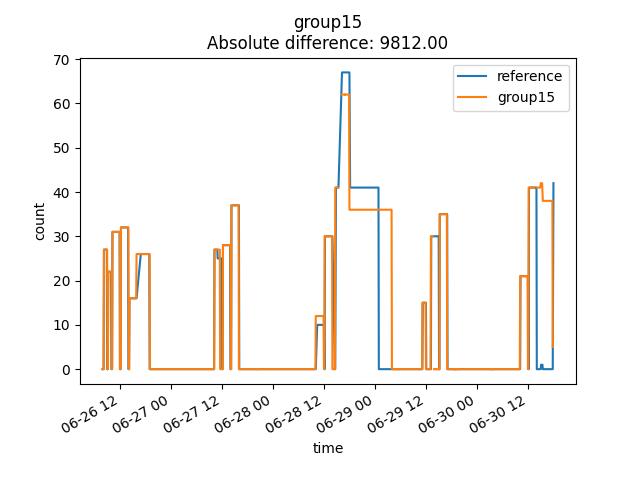 group15
Absolute difference: 9812.00
reference
group15
count
70
60
50
40
30
20
10
0
06-26 12
06-27 00
06-27 12
06-28 00
06-28 12
06-29 00
06-29 12
06-30 00
06-30 12
time